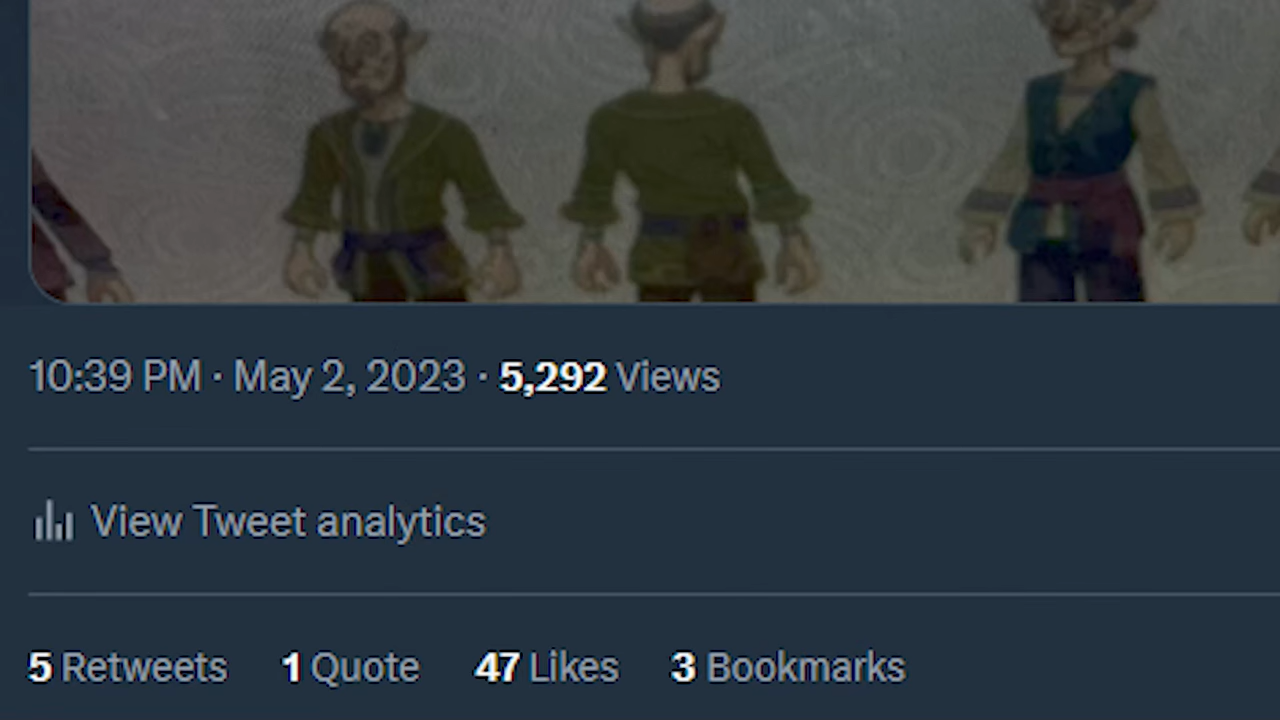 10:39 PM · May 2, 2023 · 5,292 Views
View Tweet analytics
5 Retweets 1 Quote 47 Likes 3 Bookmarks